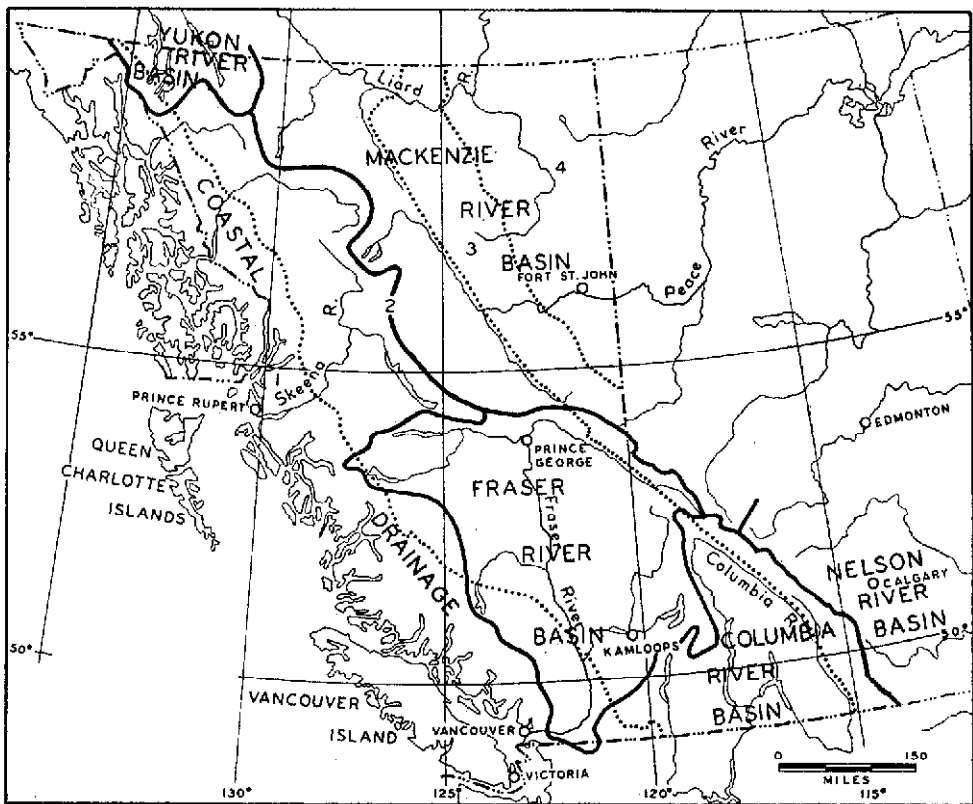 YUKON
RIVER
BASIN
Liard
R.
MACKENZIE
RIVER
BASIN
4
3
River
FORT ST. JOHN
Peace
COASTAL
DRAINAGE
2
R.
Skeena
55°
55°
PRINCE RUPERT
QUEEN
CHARLOTTE
ISLANDS
EDMONTON
PRINCE
GEORGE
FRASER
RIVER
BASIN
Fraser
River
Columbia
R.
NELSON
CALGARY
RIVER
BASIN
KAMLOOPS
COLUMBIA
RIVER
BASIN
50°
50°
VANCOUVER
ISLAND
VANCOUVER
VICTORIA
130°
125°
120°
115°
0 150
MILES